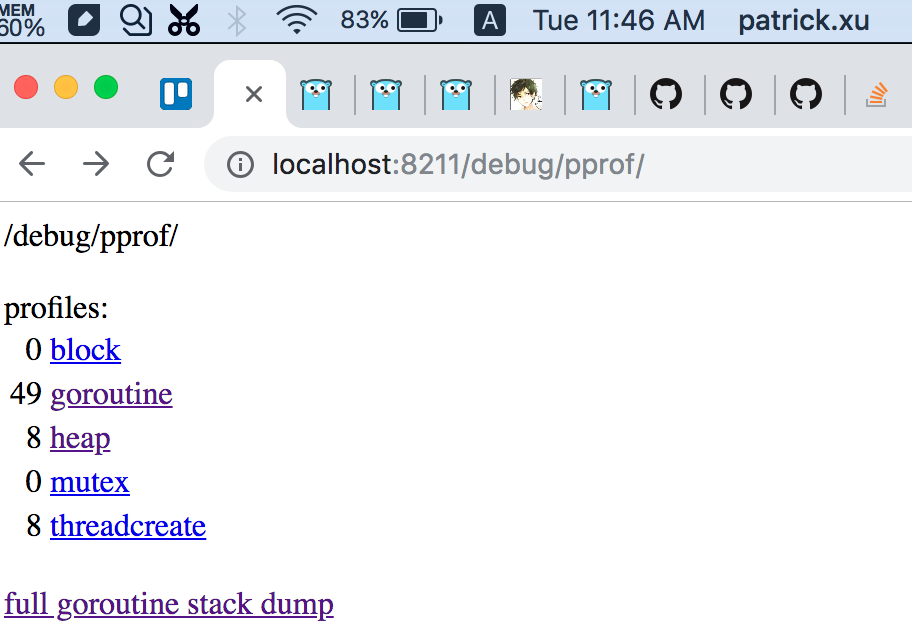 MEM
60%
83%
A
Tue 11:46 AM
patrick.xu
localhost:8211/debug/pprof/
/debug/pprof/
profiles:
0 block
49 goroutine
8 heap
0 mutex
8 threadcreate
full goroutine stack dump